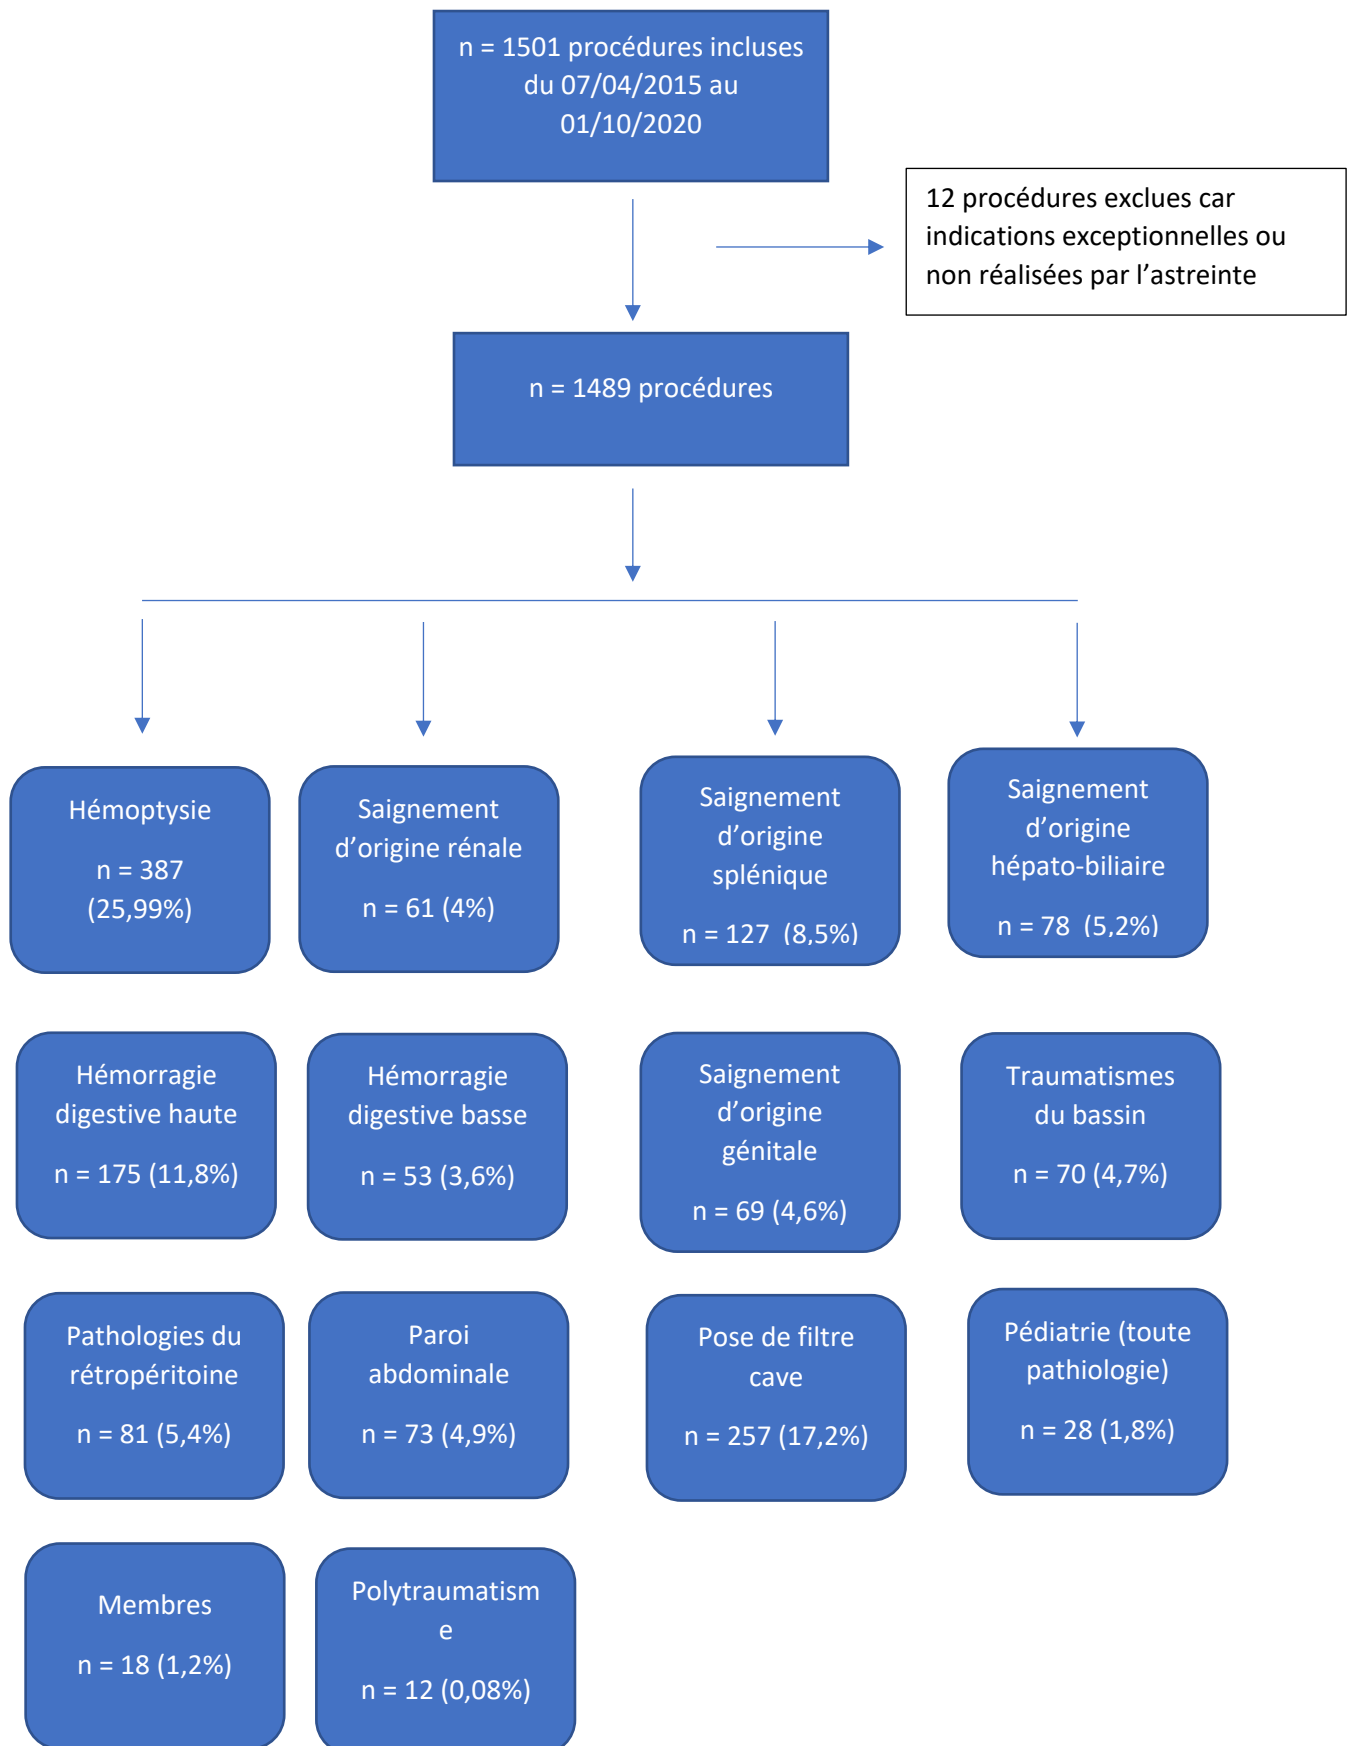 n = 1501 procédures incluses
du 07/04/2015 au
01/10/2020
12 procédures exclues car
indications exceptionnelles ou
non réalisées par l’astreinte
n = 1489 procédures
Hémoptysie
n = 387
(25,99%)
Saignement
d’origine rénale
n = 61 (4%)
Saignement
d’origine
splénique
n = 127 (8,5%)
Saignement
d’origine
hépato-biliaire
n = 78 (5,2%)
Hémorragie
digestive haute
n = 175 (11,8%)
Hémorragie
digestive basse
n = 53 (3,6%)
Saignement
d’origine
génitale
n = 69 (4,6%)
Traumatismes
du bassin
n = 70 (4,7%)
Pathologies du
rétropéritoine
n = 81 (5,4%)
Paroi
abdominale
n = 73 (4,9%)
Pose de filtre
cave
n = 257 (17,2%)
Pédiatrie (toute
pathiologie)
n = 28 (1,8%)
Membres
n = 18 (1,2%)
Polytraumatism
e
n = 12 (0,08%)